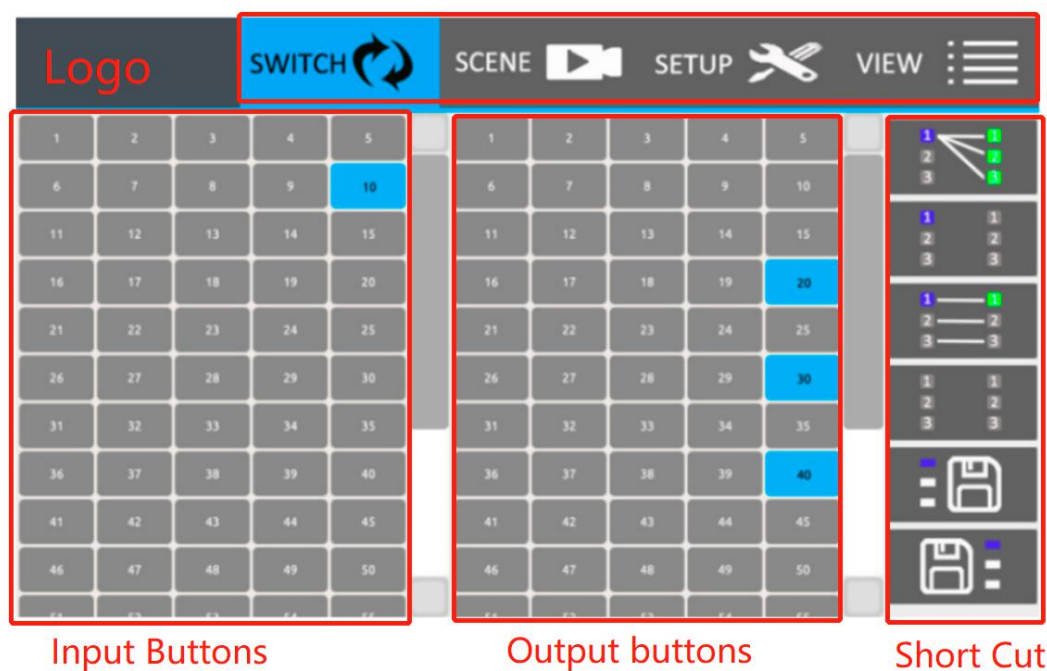 Logo SWITCH SCENE SETUP VIEW
1 2 3 4 5
6 7 8 9 10
11 12 13 14 15
16 17 18 19 20
21 22 23 24 25
26 27 28 29 30
31 32 33 34 35
36 37 38 39 40
41 42 43 44 45
46 47 48 49 50
1 2 3 4 5
6 7 8 9 10
11 12 13 14 15
16 17 18 19 20
21 22 23 24 25
26 27 28 29 30
31 32 33 34 35
36 37 38 39 40
41 42 43 44 45
46 47 48 49 50
1 1
2 2
3 3
1 1
2 2
3 3
1 1
2 2
3 3
1 1
2 2
3 3
Input Buttons
Output buttons
Short Cut